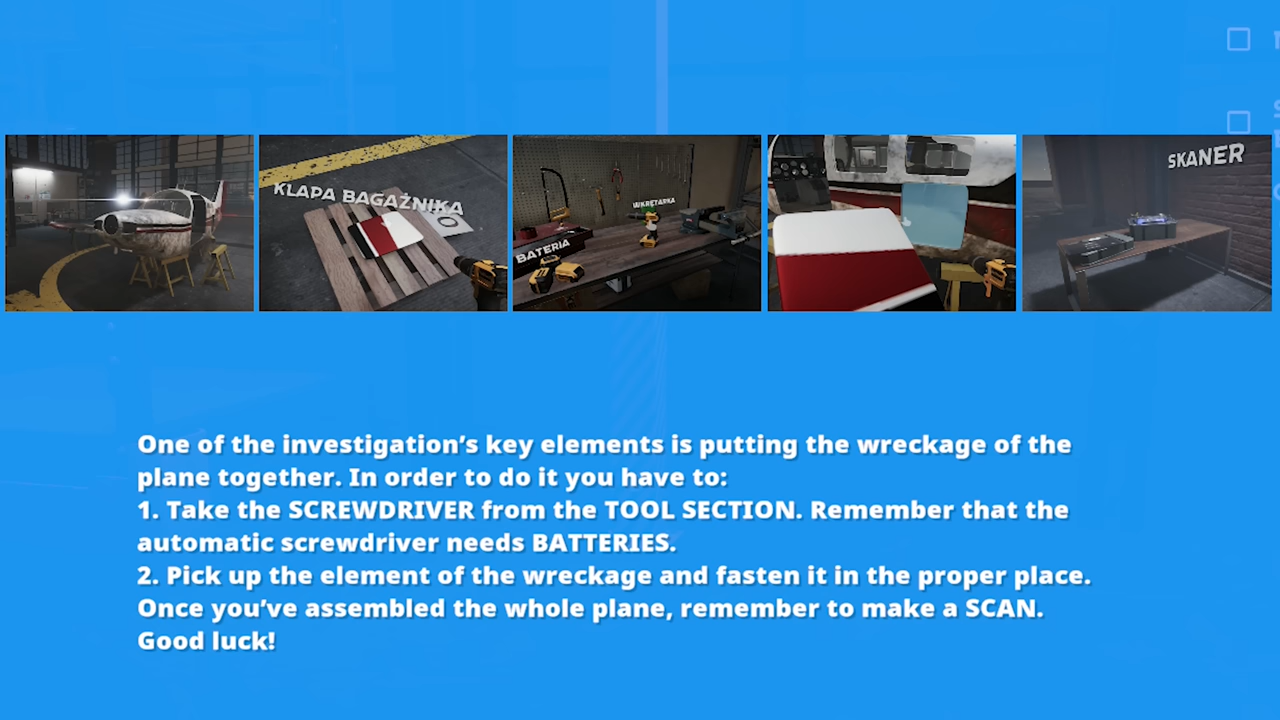 SKANER
KLAPA BAGAŻNIKA
WKRĘTARKA
BATERIA
One of the investigation’s key elements is putting the wreckage of the
plane together. In order to do it you have to:
1. Take the SCREWDRIVER from the TOOL SECTION. Remember that the
automatic screwdriver needs BATTERIES.
2. Pick up the element of the wreckage and fasten it in the proper place.
Once you’ve assembled the whole plane, remember to make a SCAN.
Good luck!